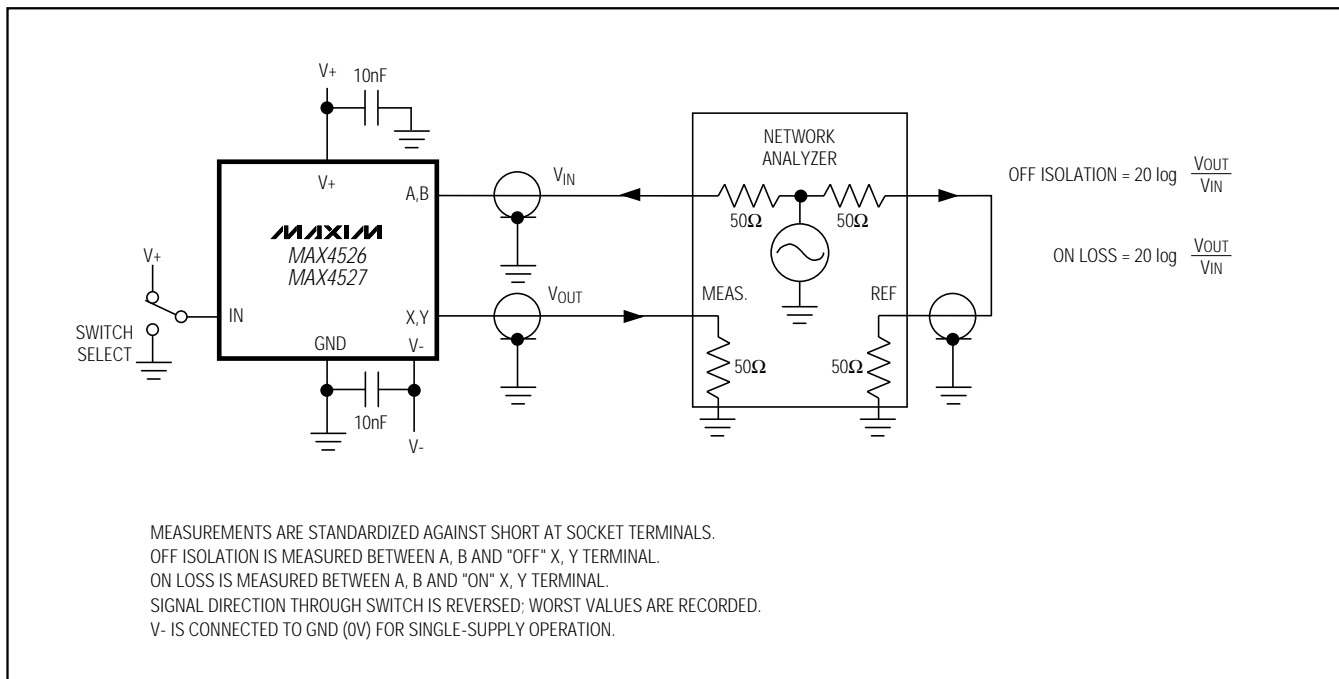 V+
10nF
V+
A,B
MAXIM
MAX4526
MAX4527
V+
IN
SWITCH
SELECT
GND
X,Y
V-
10nF
V-
VIN
VOUT
NETWORK
ANALYZER
50Ω
50Ω
MEAS.
REF
50Ω
50Ω
OFF ISOLATION = 20 log VOUT
VIN
ON LOSS = 20 log VOUT
VIN
MEASUREMENTS ARE STANDARDIZED AGAINST SHORT AT SOCKET TERMINALS.
OFF ISOLATION IS MEASURED BETWEEN A, B AND "OFF" X, Y TERMINAL.
ON LOSS IS MEASURED BETWEEN A, B AND "ON" X, Y TERMINAL.
SIGNAL DIRECTION THROUGH SWITCH IS REVERSED; WORST VALUES ARE RECORDED.
V- IS CONNECTED TO GND (0V) FOR SINGLE-SUPPLY OPERATION.